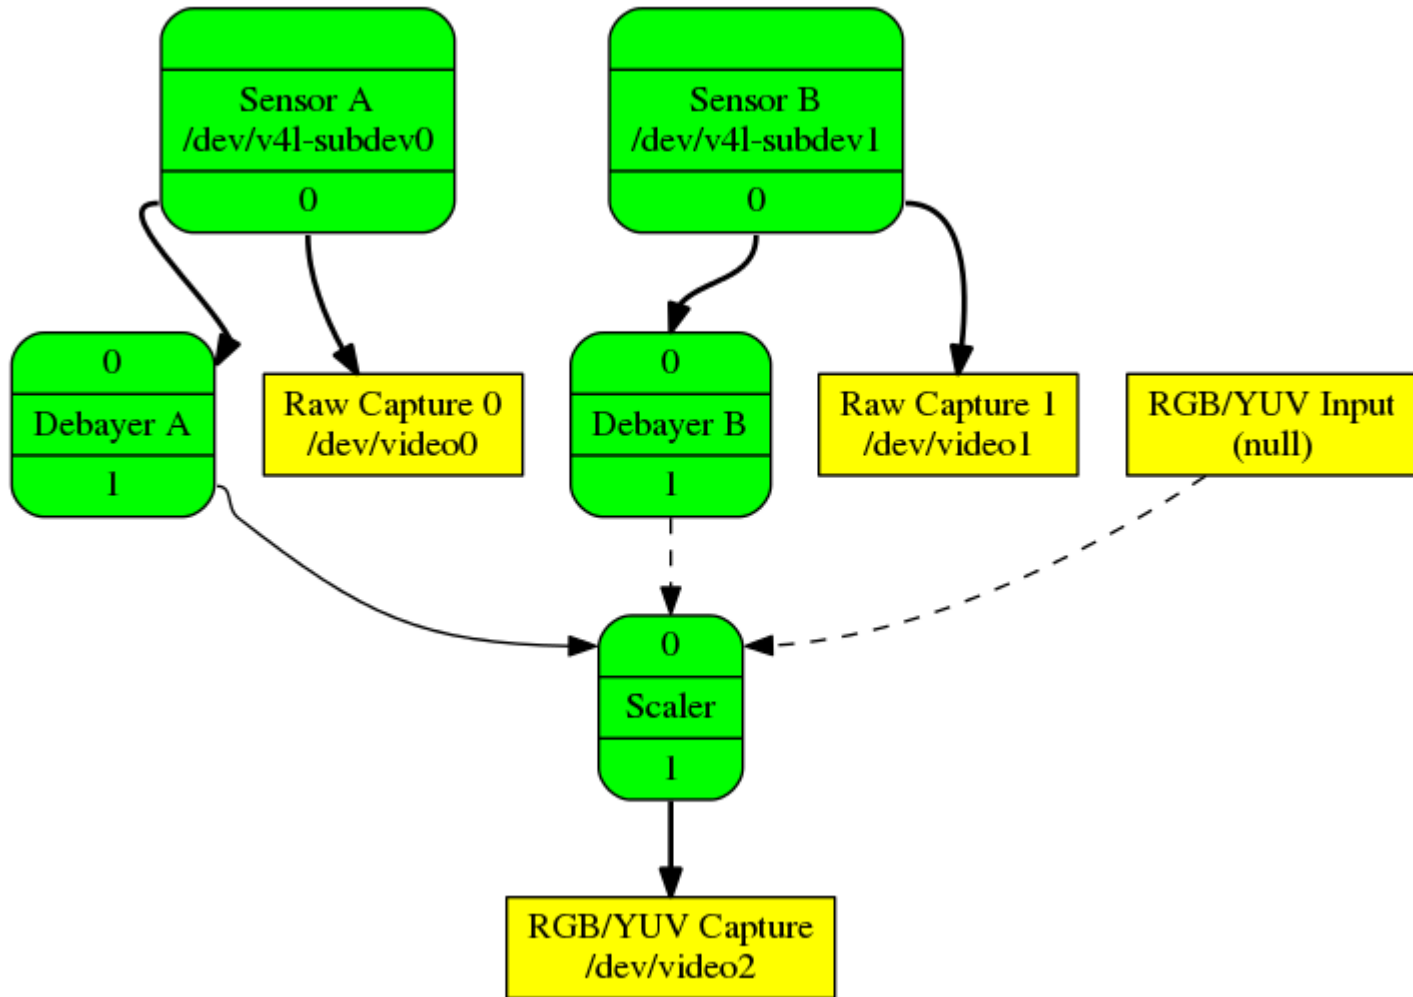 Sensor A
/dev/v4l-subdev0
0
Sensor B
/dev/v4l-subdev1
0
0
Debayer A
1
Raw Capture 0
/dev/video0
0
Debayer B
1
Raw Capture 1
/dev/video1
RGB/YUV Input
(null)
0
Scaler
1
RGB/YUV Capture
/dev/video2